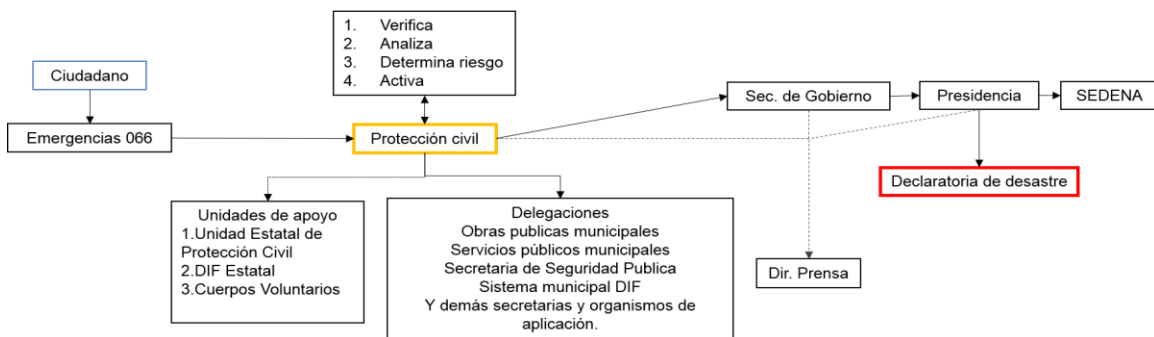 1. Verifica
2. Analiza
3. Determina riesgo
4. Activa
Ciudadano
Emergencias 066
Protección civil
Sec. de Gobierno
Presidencia
SEDENA
Declaratoria de desastre
Unidades de apoyo
1.Unidad Estatal de
Protección Civil
2.DIF Estatal
3.Cuerpos Voluntarios
Delegaciones
Obras publicas municipales
Servicios públicos municipales
Secretaria de Seguridad Publica
Sistema municipal DIF
Y demás secretarias y organismos de
aplicación.
Dir. Prensa